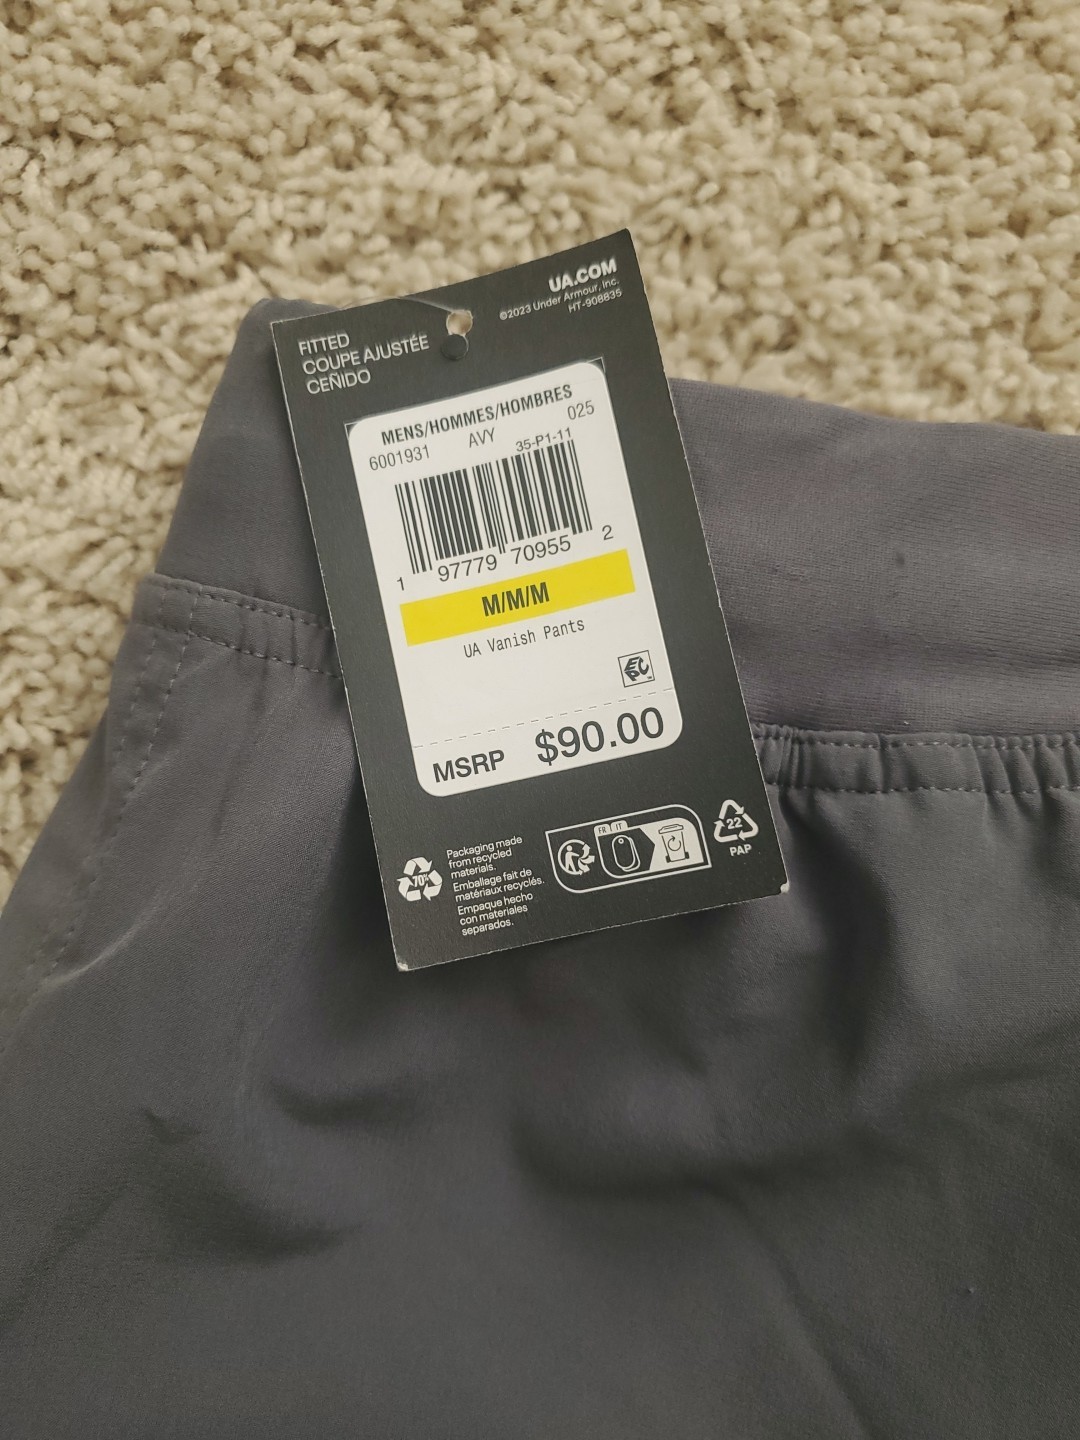 UA.COM
©2023 Under Armour, Inc.
HT-908835
FITTED
COUPE AJUSTÉE
CEÑIDO
MENS/HOMMES/HOMBRES
6001931 AVY 025
35-P1-11
1 97779 70955 2
M/M/M
UA Vanish Pants
EPC
MSRP $90.00
70%
Packaging made
from recycled
materials.
Emballage fait de
matériaux recyclés.
Empaque hecho
con materiales
separados.
FR IT
22
PAP